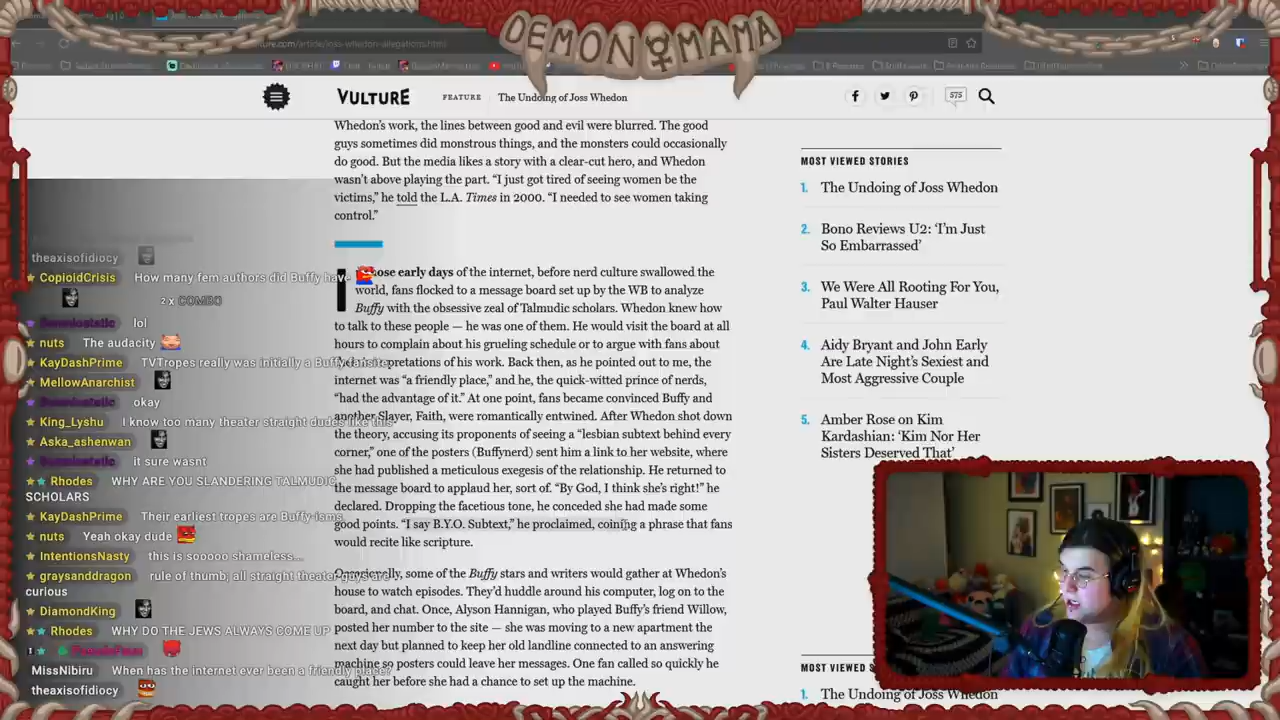 DEMON MAMA
VULTURE
FEATURE
The Undoing of Joss Whedon
575
Whedon's work, the lines between good and evil were blurred. The good
guys sometimes did monstrous things, and the monsters could occasionally
do good. But the media likes a story with a clear-cut hero, and Whedon
wasn't above playing the part. “I just got tired of seeing women be the
victims,” he told the L.A. Times in 2000. “I needed to see women taking
control.”
early days of the internet, before nerd culture swallowed the
world, fans flocked to a message board set up by the WB to analyze
Buffy with the obsessive zeal of Talmudic scholars. Whedon knew how
to talk to these people — he was one of them. He would visit the board at all
hours to complain about his grueling schedule or to argue with fans about
interpretations of his work. Back then, as he pointed out to me, the
internet was “a friendly place,” and he, the quick-witted prince of nerds,
“had the advantage of it.” At one point, fans became convinced Buffy and
another Slayer, Faith, were romantically entwined. After Whedon shot down
the theory, accusing its proponents of seeing a “lesbian subtext behind every
corner,” one of the posters (Buffynerd) sent him a link to her website, where
she had published a meticulous exegesis of the relationship. He returned to
the message board to applaud her, sort of. “By God, I think she's right!” he
declared. Dropping the facetious tone, he conceded she had made some
good points. “I say B.Y.O. Subtext,” he proclaimed, coining a phrase that fans
would recite like scripture.
Occasionally, some of the Buffy stars and writers would gather at Whedon's
house to watch episodes. They'd huddle around his computer, log on to the
board, and chat. Once, Alyson Hannigan, who played Buffy's friend Willow,
posted her number to the site — she was moving to a new apartment the
next day but planned to keep her old landline connected to an answering
machine so posters could leave her messages. One fan called so quickly he
caught her before she had a chance to set up the machine.
MOST VIEWED STORIES
1. The Undoing of Joss Whedon
2. Bono Reviews U2: ‘I'm Just
So Embarrassed’
3. We Were All Rooting For You,
Paul Walter Hauser
4. Aidy Bryant and John Early
Are Late Night's Sexiest and
Most Aggressive Couple
5. Amber Rose on Kim
Kardashian: ‘Kim Nor Her
Sisters Deserved That’
MOST VIEWED S
1. The Undoing of Joss Whedon
theaxisofidiocy
CopioidCrisis How many fem authors did Buffy have
2 x COMBO
lol
nuts The audacity
KayDashPrime TVTropes really was initially a Buffy fansite
MellowAnarchist
okay
King_Lyshu I know too many theater straight dudes like this
Aska_ashenwan
it sure wasnt
Rhodes WHY ARE YOU SLANDERING TALMUDIC
SCHOLARS
KayDashPrime Their earliest tropes are Buffy-isms
nuts Yeah okay dude
IntentionsNasty this is sooooo shameless...
graysanddragon rule of thumb, all straight theater guys are
curious
DiamondKing
Rhodes WHY DO THE JEWS ALWAYS COME UP
MissNibiru When has the internet ever been a friendly place?
theaxisofidiocy